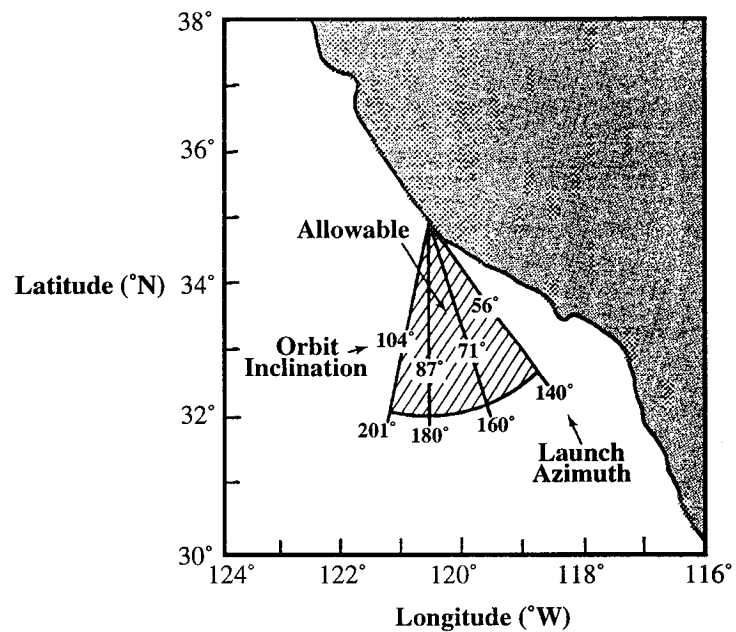 38°
36°
Allowable
Latitude (°N)
34°
56°
Orbit
Inclination
104°
71°
87°
140°
32°
201°
180°
160°
Launch
Azimuth
30°
124°
122°
120°
118°
116°
Longitude (°W)